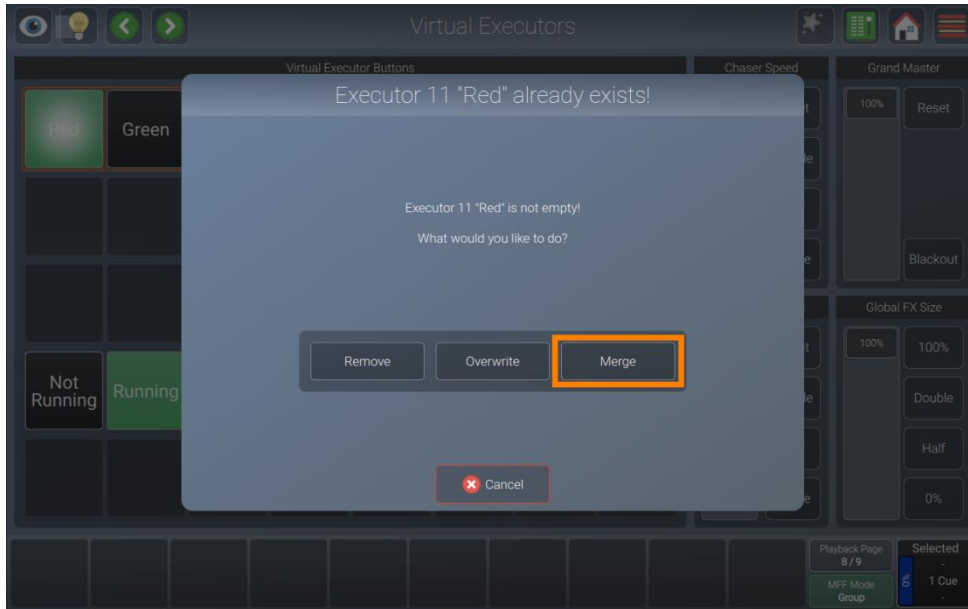 Virtual Executors
Virtual Executor Buttons
Chaser Speed
Grand Master
Executor 11 "Red" already exists!
Red
Green
100%
Reset
Executor 11 "Red" is not empty!
What would you like to do?
Blackout
Global FX Size
Remove
Overwrite
Merge
100%
100%
Not
Running
Running
Double
Half
Cancel
0%
Playback Page
8 / 9
MFF Mode
Group
Selected
-
0%
1 Cue
-